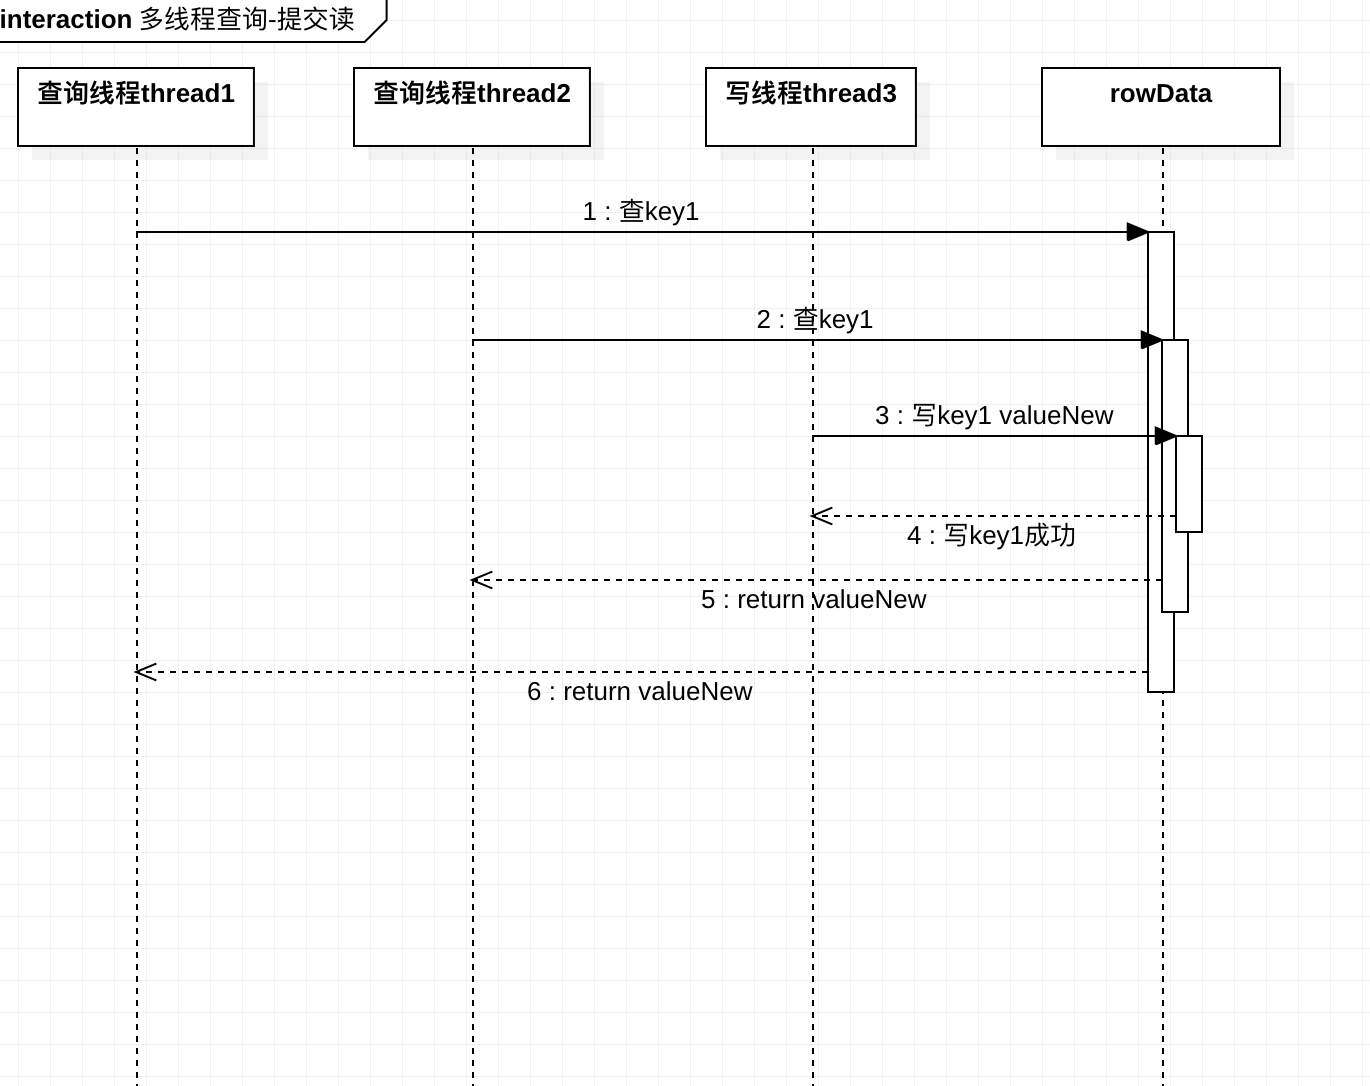 interaction 多线程查询-提交读
查询线程thread1
查询线程thread2
写线程thread3
rowData
1 : 查key1
2 : 查key1
3 : 写key1 valueNew
4 : 写key1成功
5 : return valueNew
6 : return valueNew